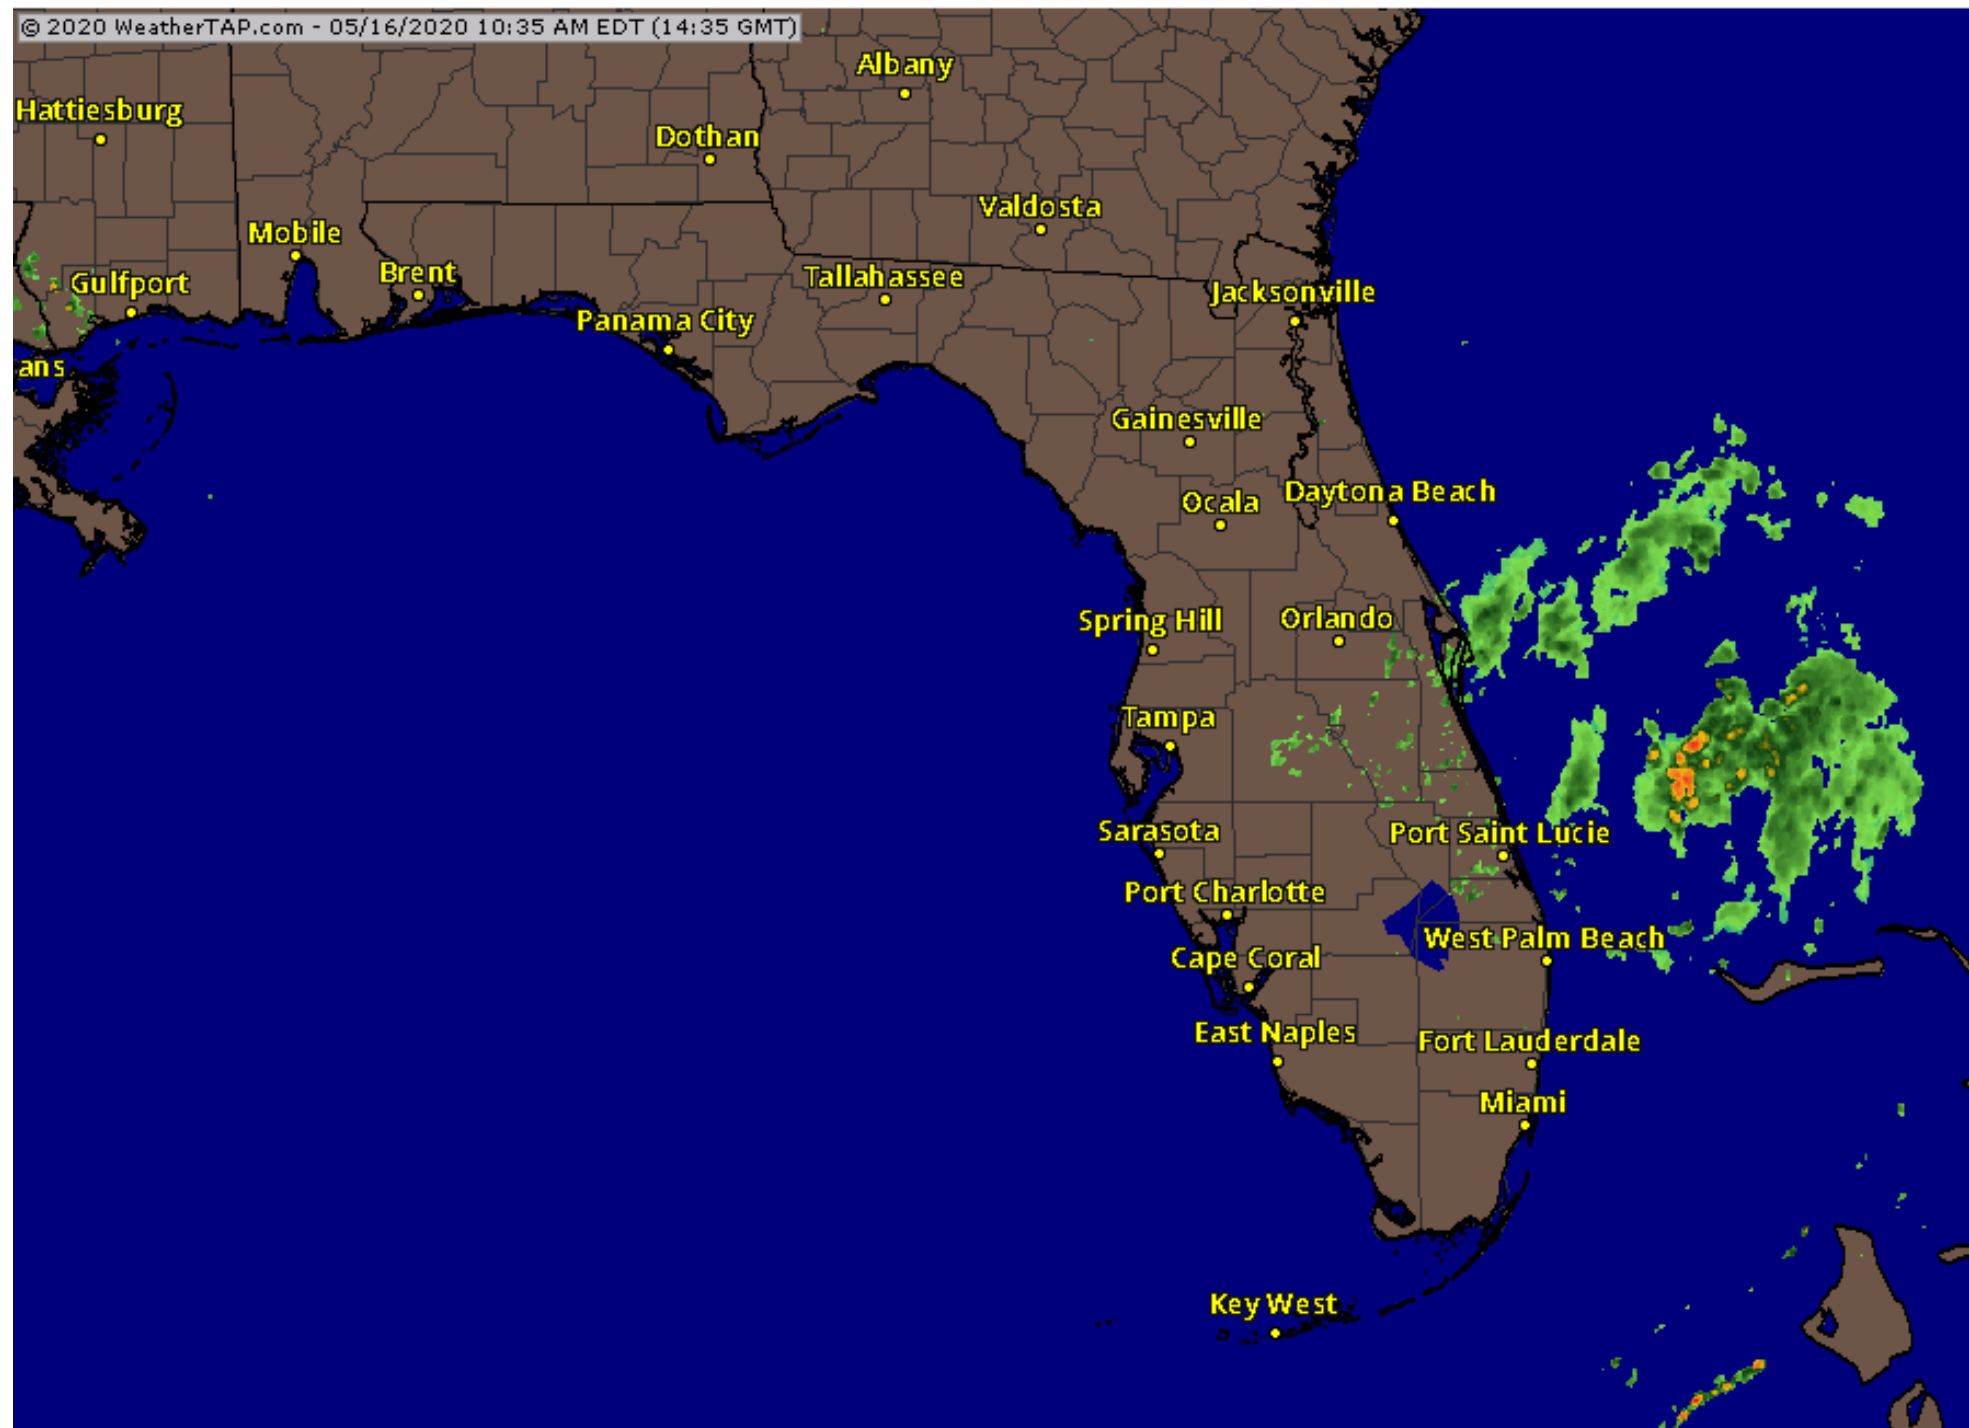 © 2020 WeatherTAP.com - 05/16/2020 10:35 AM EDT (14:35 GMT)
Albany
Hattiesburg
Dothan
Valdosta
Mobile
Brent
Tallahassee
Gulfport
Jacksonville
Panama City
ans
Gainesville
Daytona Beach
Ocala
Spring Hill
Orlando
Tampa
Sarasota
Port Saint Lucie
Port Charlotte
West Palm Beach
Cape Coral
East Naples
Fort Lauderdale
Miami
Key West